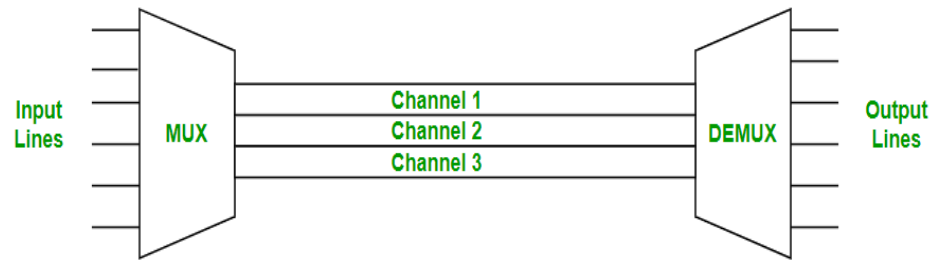 Input
Lines
MUX
Channel 1
Channel 2
Channel 3
DEMUX
Output
Lines